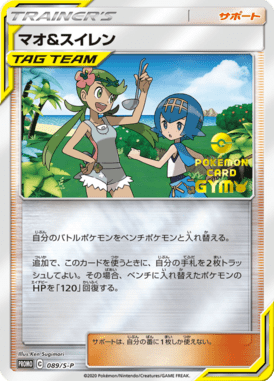 TRAINER'S
サポート
マオ&スイレン
TAG TEAM
POKÉMON
CARD
GYM
自分のバトルポケモンをベンチポケモンと入れ替える。
追加で、このカードを使うときに、自分の手札を2枚トラッ
シュしてよい。その場合、ベンチに入れ替えたポケモンの
HPを「120」回復する。
Illus. Ken Sugimori
PROMO C 089/S-P
サポートは、自分の番に1枚しか使えない。
©2020 Pokémon/Nintendo/Creatures/GAME FREAK.